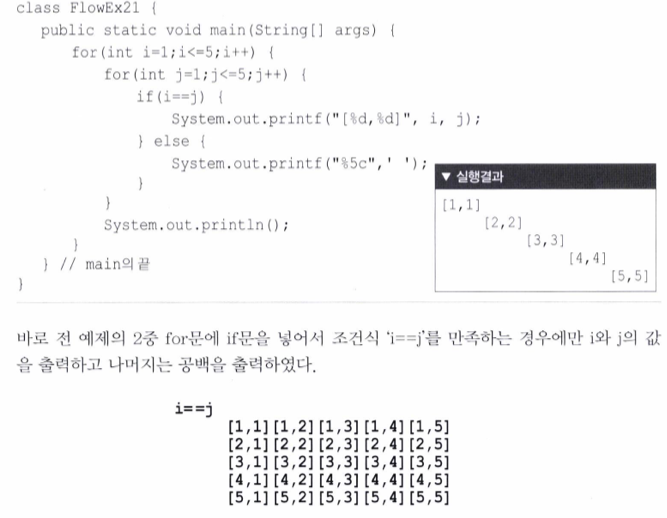 class FlowEx21 {
public static void main(String[] args) {
for(int i=1;i<=5;i++) {
for(int j=1;j<=5;j++) {
if(i==j) {
System.out.printf("[%d,%d]", i, j);
} else {
System.out.printf("%5c",' ');
}
}
System.out.println();
}
} // main의 끝
}
▼ 실행결과
[1,1]
[2,2]
[3,3]
[4,4]
[5,5]
바로 전 예제의 2중 for문에 if문을 넣어서 조건식 ‘i==j’를 만족하는 경우에만 i와 j의 값
을 출력하고 나머지는 공백을 출력하였다.
i==j
[1,1][1,2][1,3][1,4][1,5]
[2,1][2,2][2,3][2,4][2,5]
[3,1][3,2][3,3][3,4][3,5]
[4,1][4,2][4,3][4,4][4,5]
[5,1][5,2][5,3][5,4][5,5]